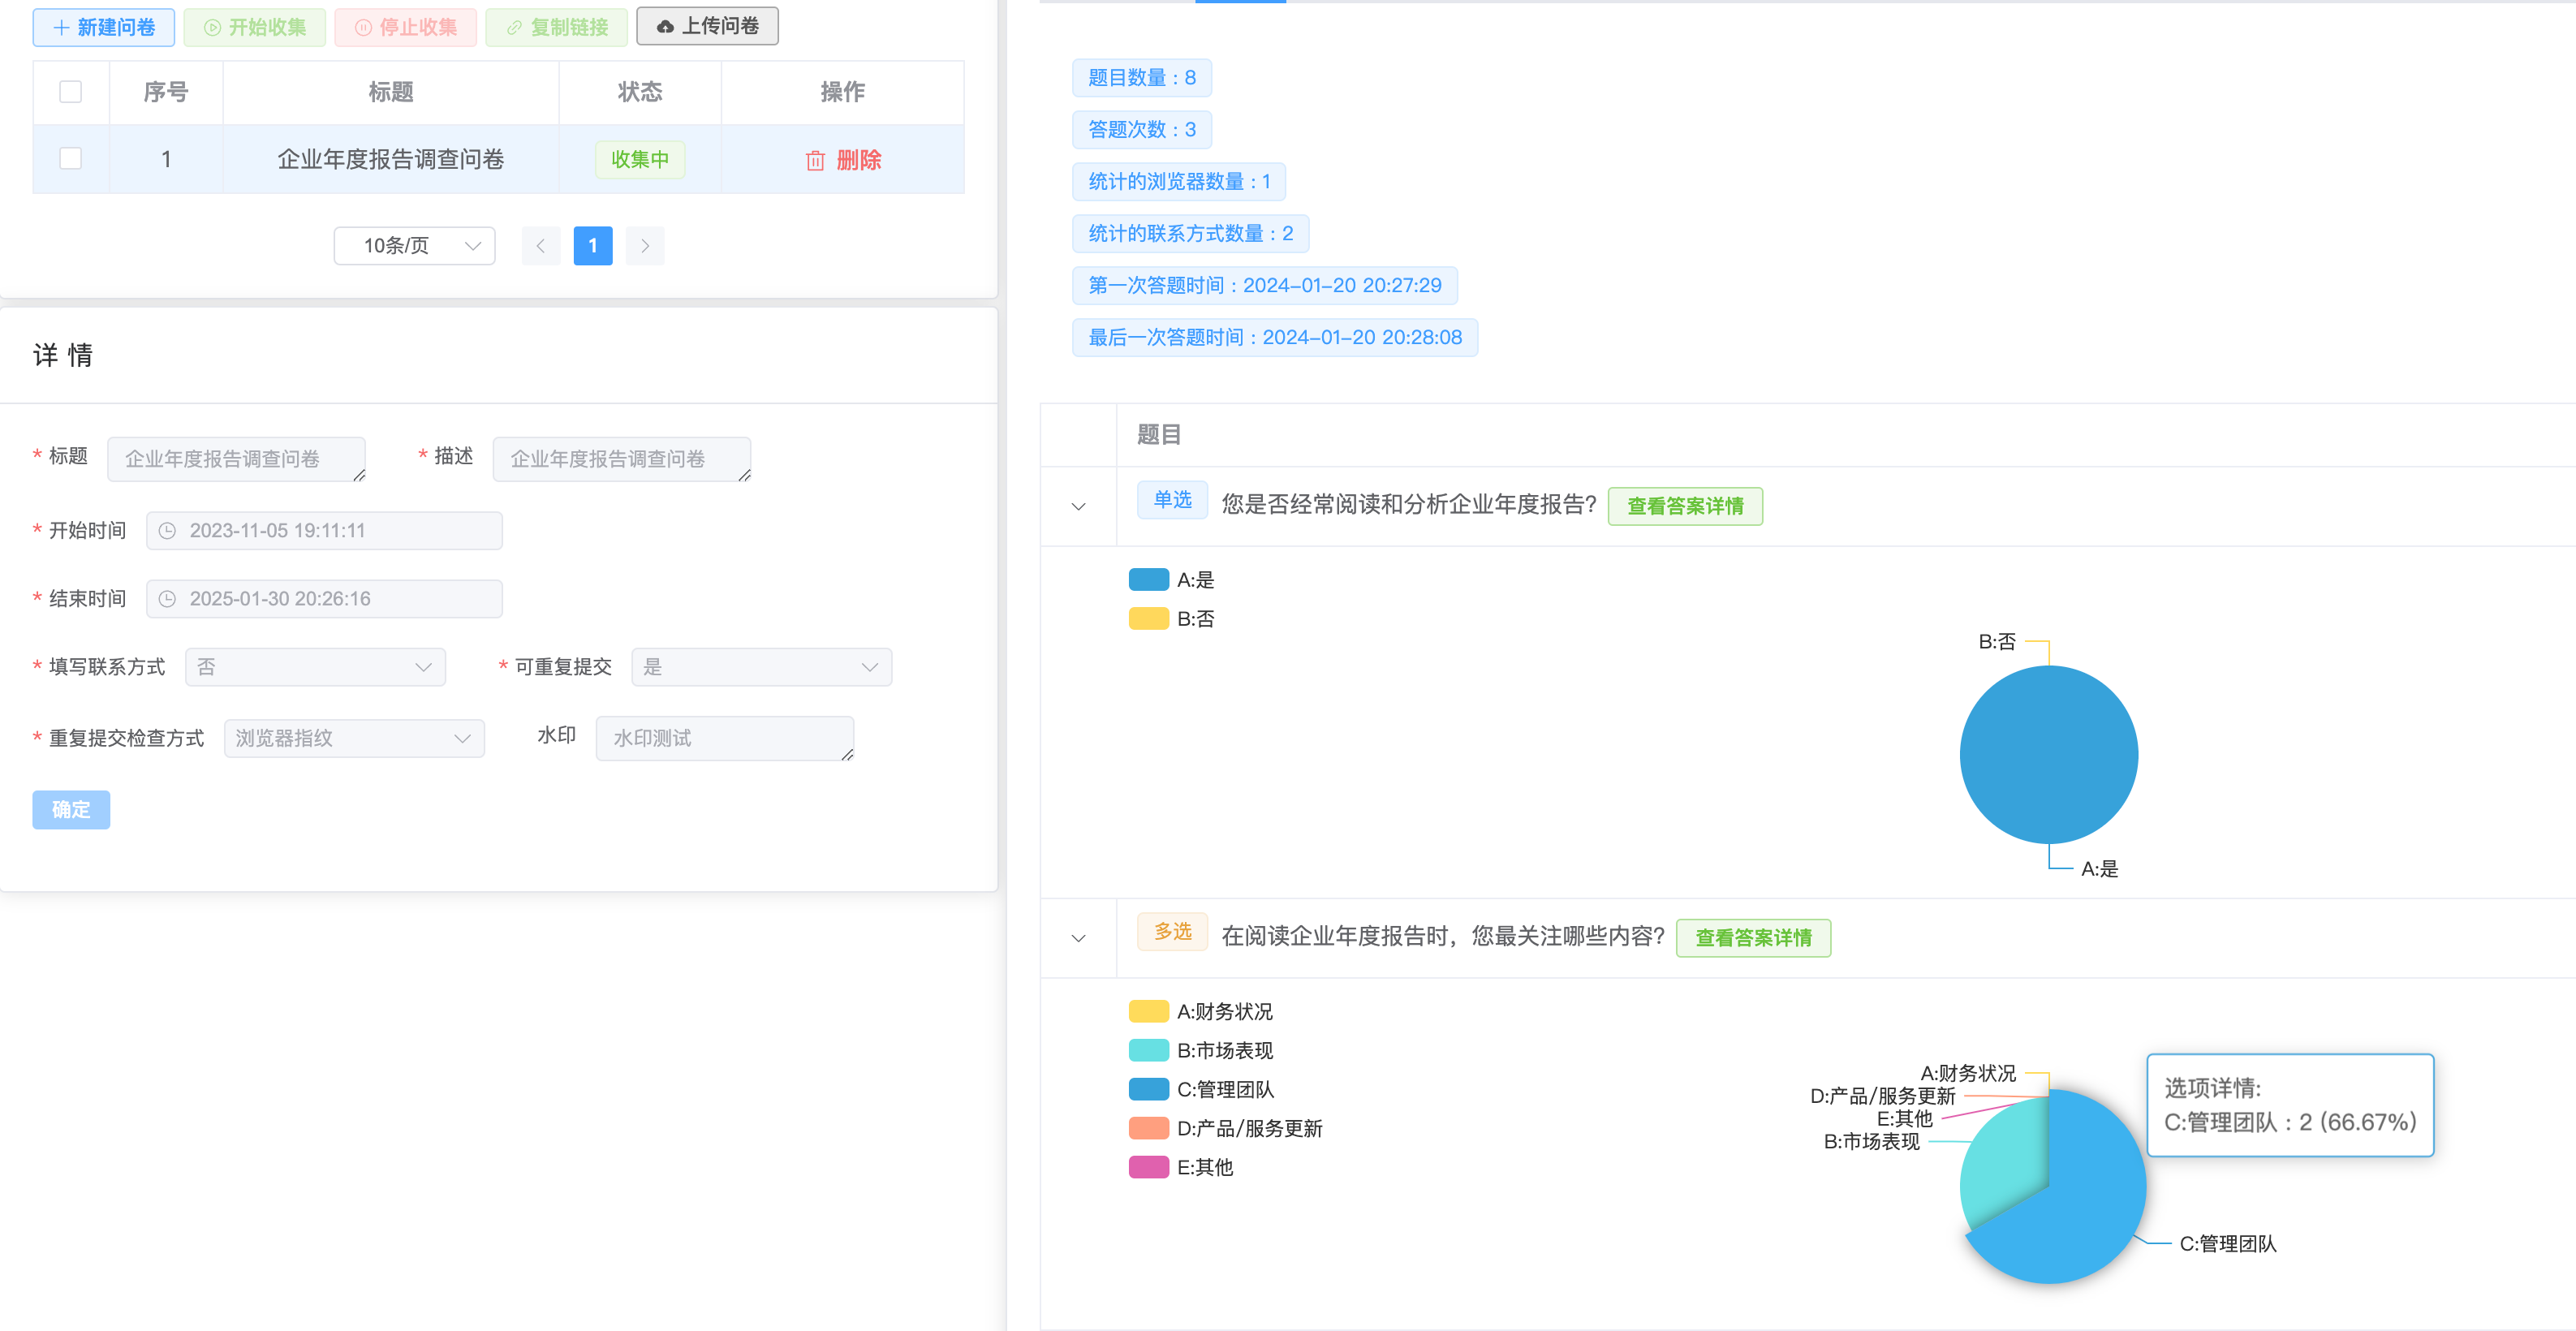 新建问卷 开始收集 停止收集 复制链接 上传问卷
序号 标题 状态 操作
1 企业年度报告调查问卷 收集中 删除
10条/页 1
详 情
* 标题 企业年度报告调查问卷 * 描述 企业年度报告调查问卷
* 开始时间 2023-11-05 19:11:11
* 结束时间 2025-01-30 20:26:16
* 填写联系方式 否 * 可重复提交 是
* 重复提交检查方式 浏览器指纹 水印 水印测试
确定
题目数量 : 8
答题次数 : 3
统计的浏览器数量 : 1
统计的联系方式数量 : 2
第一次答题时间 : 2024-01-20 20:27:29
最后一次答题时间 : 2024-01-20 20:28:08
题目
单选 您是否经常阅读和分析企业年度报告? 查看答案详情
A:是
B:否
B:否
A:是
多选 在阅读企业年度报告时，您最关注哪些内容? 查看答案详情
A:财务状况
B:市场表现
C:管理团队
D:产品/服务更新
E:其他
A:财务状况
D:产品/服务更新
E:其他
B:市场表现
选项详情:
C:管理团队 : 2 (66.67%)
C:管理团队